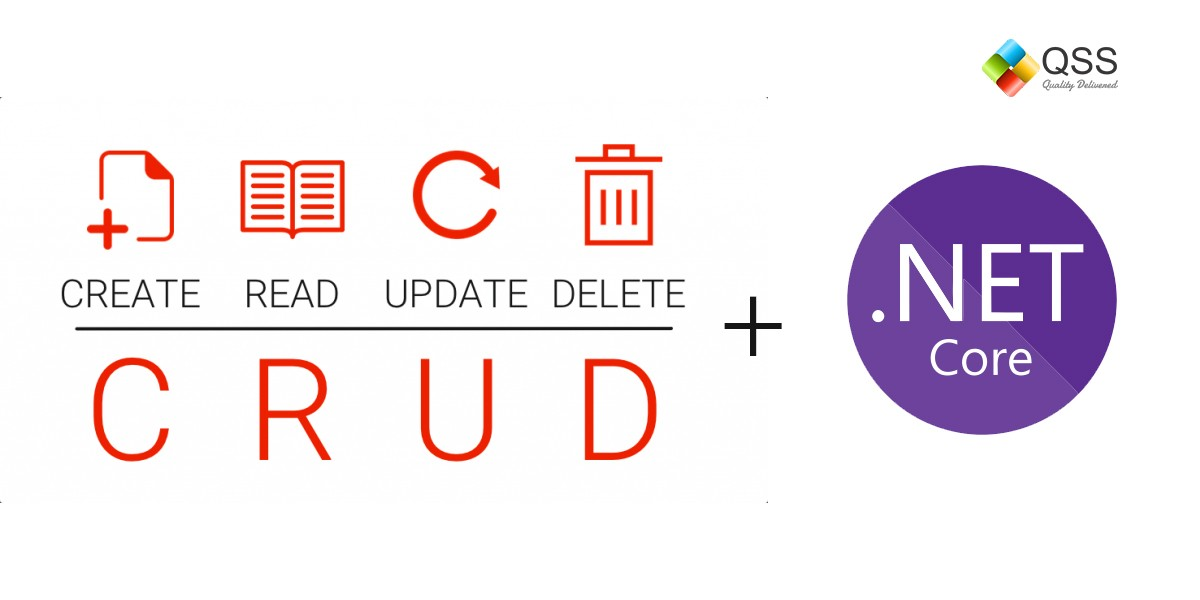 QSS
Quality Delivered
CREATE READ UPDATE DELETE
C R U D
+
.NET
Core